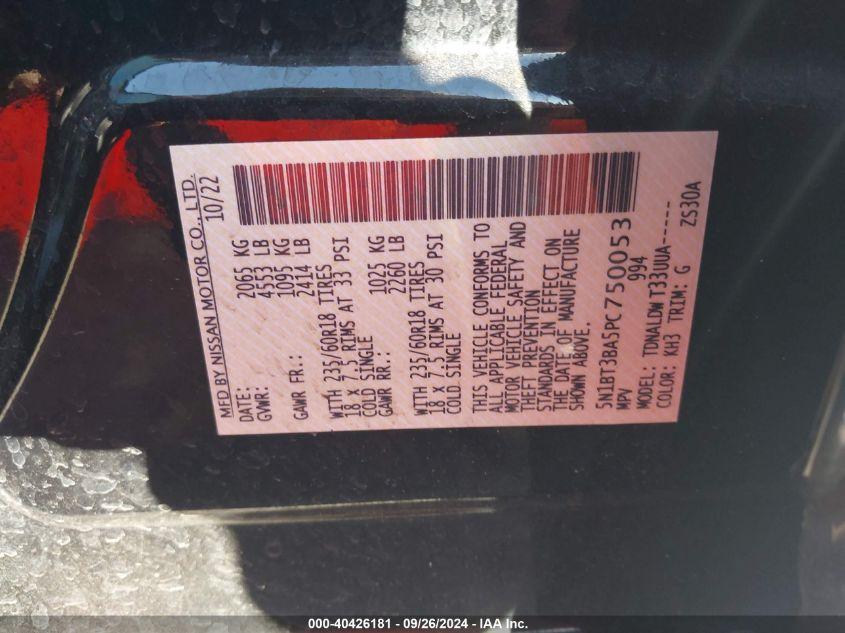 MFD BY NISSAN MOTOR CO., LTD.
DATE: 10/22
GVWR: 2065 KG
4553 LB
GAWR FR.: 1095 KG
2414 LB
WITH 235/60R18 TIRES
18 X 7.5 RIMS AT 33 PSI
COLD SINGLE
GAWR RR.: 1025 KG
2260 LB
WITH 235/60R18 TIRES
18 X 7.5 RIMS AT 30 PSI
COLD SINGLE
THIS VEHICLE CONFORMS TO
ALL APPLICABLE FEDERAL
MOTOR VEHICLE SAFETY AND
THEFT PREVENTION
STANDARDS IN EFFECT ON
THE DATE OF MANUFACTURE
SHOWN ABOVE.
5N1BT3BA5PC750053
MPV 994
MODEL: TDNALDWT33UUA-----
COLOR: KH3 TRIM: G ZS30A
000-40426181 - 09/26/2024 - IAA Inc.